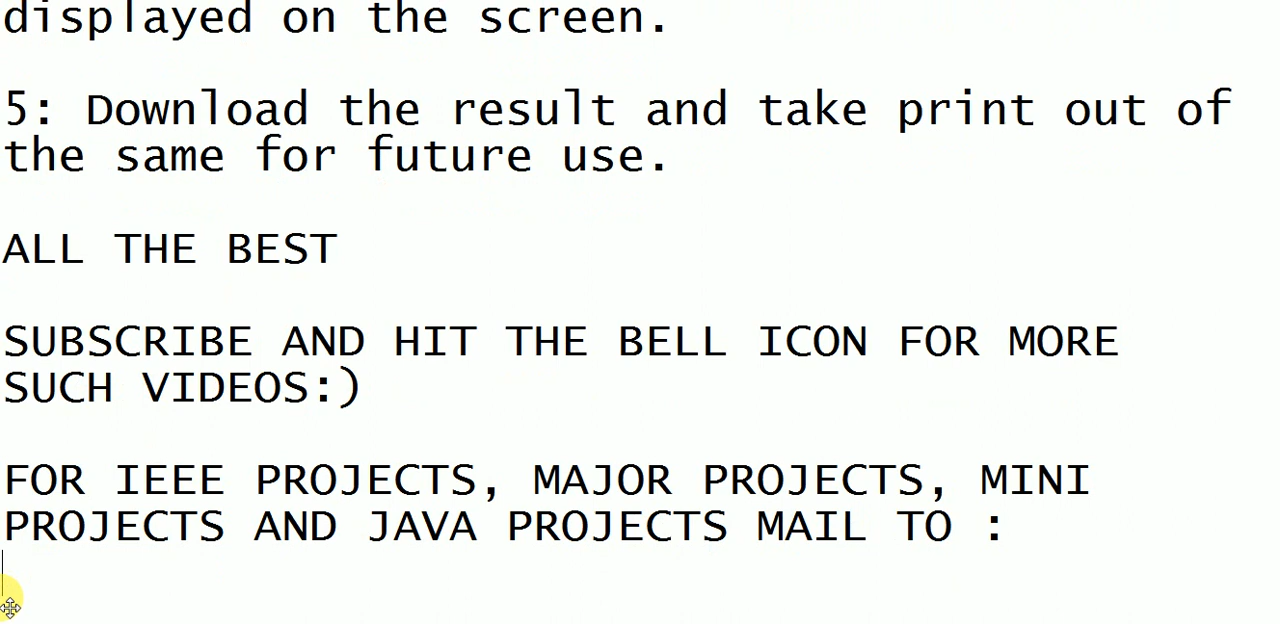 displayed on the screen.
5: Download the result and take print out of
the same for future use.
ALL THE BEST
SUBSCRIBE AND HIT THE BELL ICON FOR MORE
SUCH VIDEOS:)
FOR IEEE PROJECTS, MAJOR PROJECTS, MINI
PROJECTS AND JAVA PROJECTS MAIL TO :